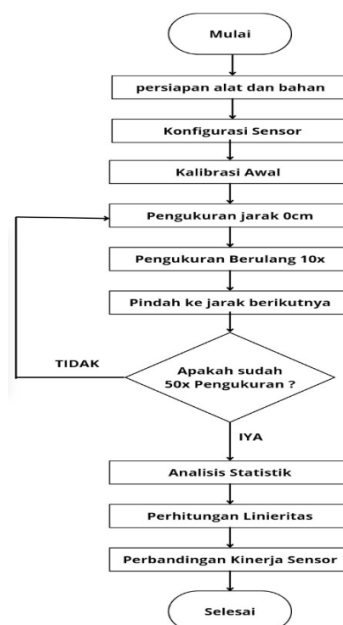 Mulai
persiapan alat dan bahan
Konfigurasi Sensor
Kalibrasi Awal
Pengukuran jarak 0cm
Pengukuran Berulang 10x
Pindah ke jarak berikutnya
TIDAK
Apakah sudah
50x Pengukuran ?
IYA
Analisis Statistik
Perhitungan Linieritas
Perbandingan Kinerja Sensor
Selesai